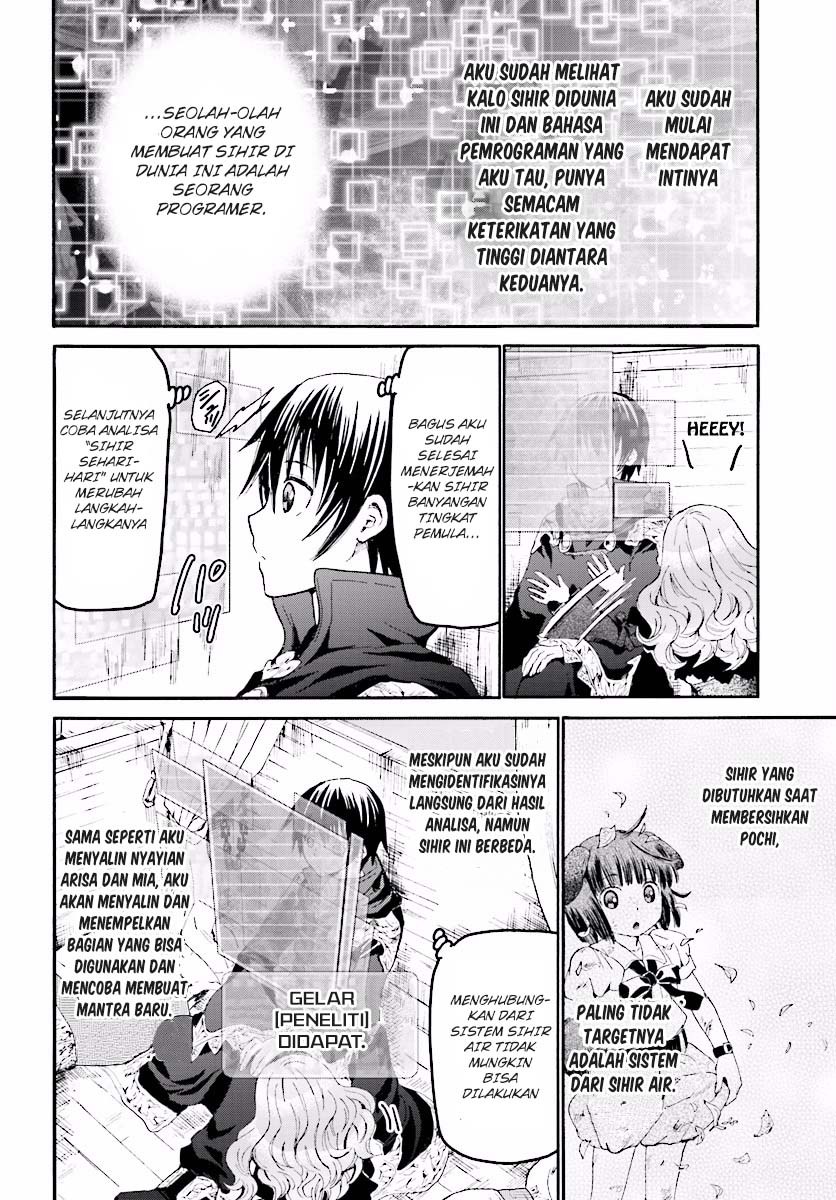 AKU SUDAH
MULAI
MENDAPAT
INTINYA
AKU SUDAH MELIHAT
KALO SIHIR DIDUNIA
INI DAN BAHASA
PEMROGRAMAN YANG
AKU TAU, PUNYA
SEMACAM
KETERIKATAN YANG
TINGGI DIANTARA
KEDUANYA.
...SEOLAH-OLAH
ORANG YANG
MEMBUAT SIHIR DI
DUNIA INI ADALAH
SEORANG
PROGRAMER.
HEEEY!
BAGUS AKU
SUDAH
SELESAI
MENERJEMAH-
-KAN SIHIR
BANYANGAN
TINGKAT
PEMULA...
SELANJUTNYA
COBA ANALISA
"SIHIR
SEHARI-
HARI" UNTUK
MERUBAH
LANGKAH-
LANGKANYA
SIHIR YANG
DIBUTUHKAN SAAT
MEMBERSIHKAN
POCHI,
PALING TIDAK
TARGETNYA
ADALAH SISTEM
DARI SIHIR AIR.
MESKIPUN AKU SUDAH
MENGIDENTIFIKASINYA
LANGSUNG DARI HASIL
ANALISA, NAMUN
SIHIR INI BERBEDA.
MENGHUBUNG-
KAN DARI
SISTEM SIHIR
AIR TIDAK
MUNGKIN
BISA
DILAKUKAN
SAMA SEPERTI AKU
MENYALIN NYAYIAN
ARISA DAN MIA, AKU
AKAN MENYALIN DAN
MENEMPELKAN
BAGIAN YANG BISA
DIGUNAKAN DAN
MENCOBA MEMBUAT
MANTRA BARU.
GELAR
[PENELITI]
DIDAPAT.